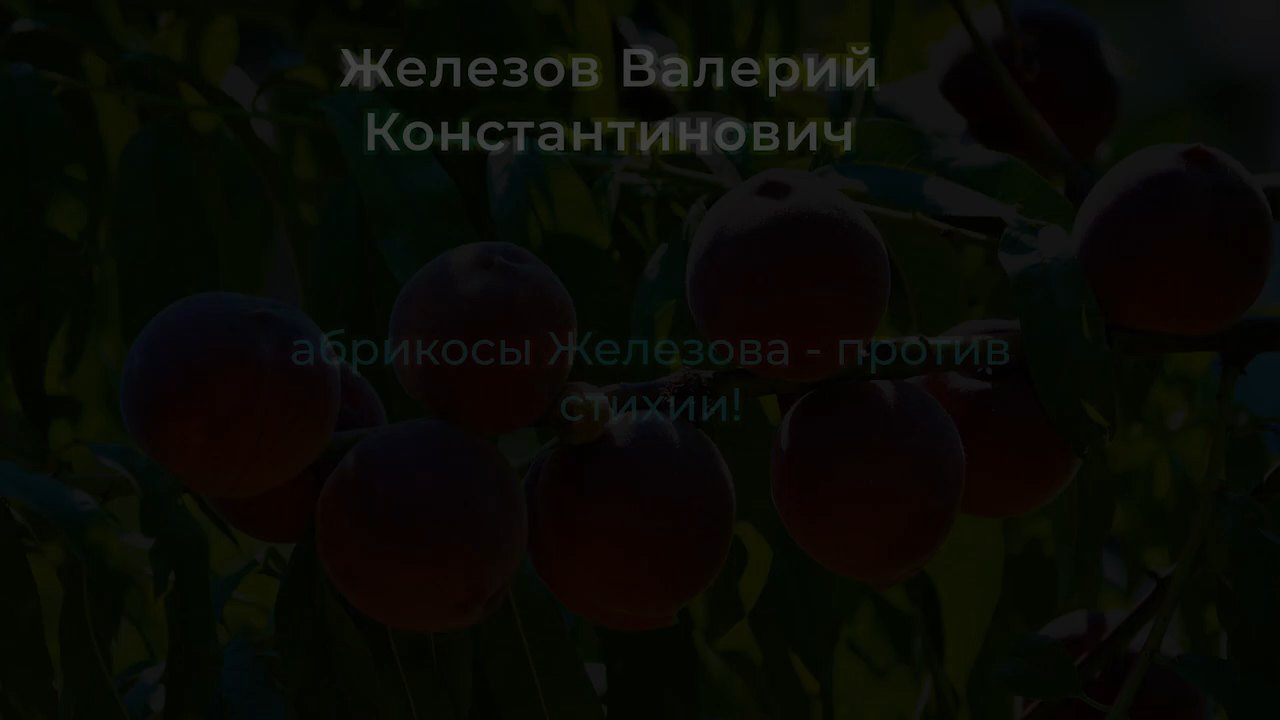 Железов Валерий
Константинович
абрикосы Железова - против
стихии!